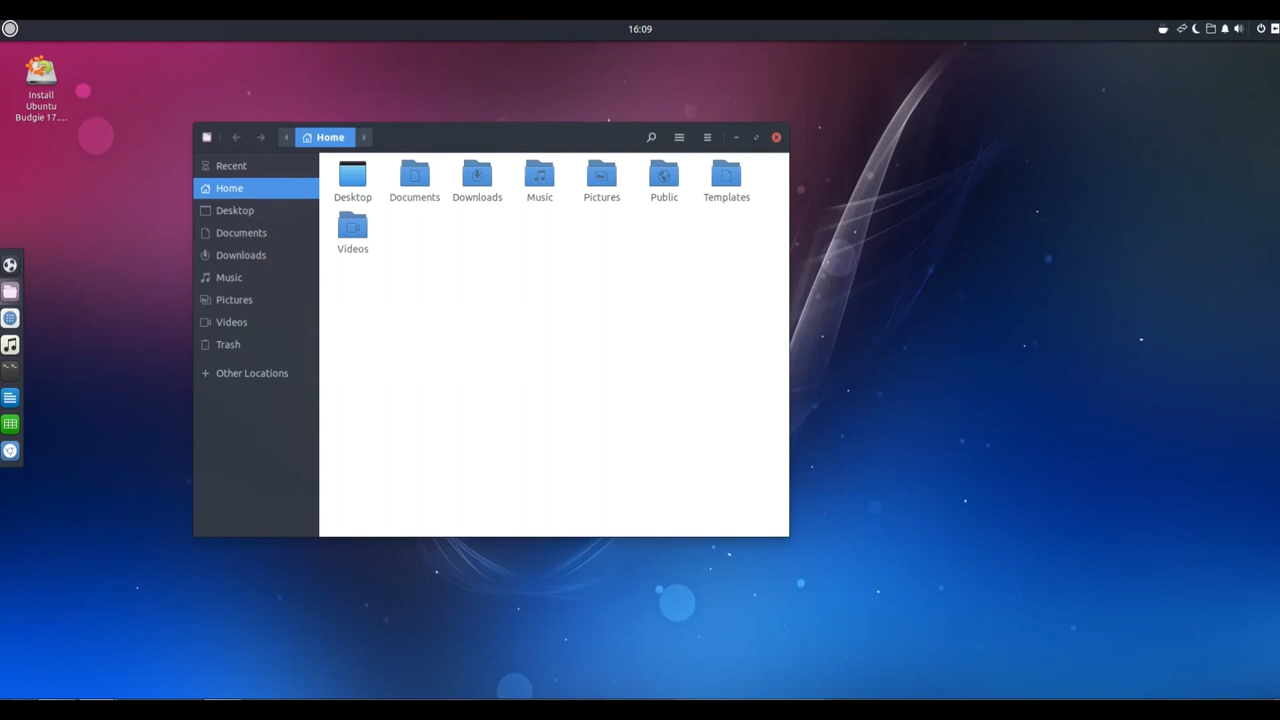 16:09
Install
Ubuntu
Budgie 17....
Home
Recent
Home
Desktop
Documents
Downloads
Music
Pictures
Videos
Trash
Other Locations
Desktop
Documents
Downloads
Music
Pictures
Public
Templates
Videos